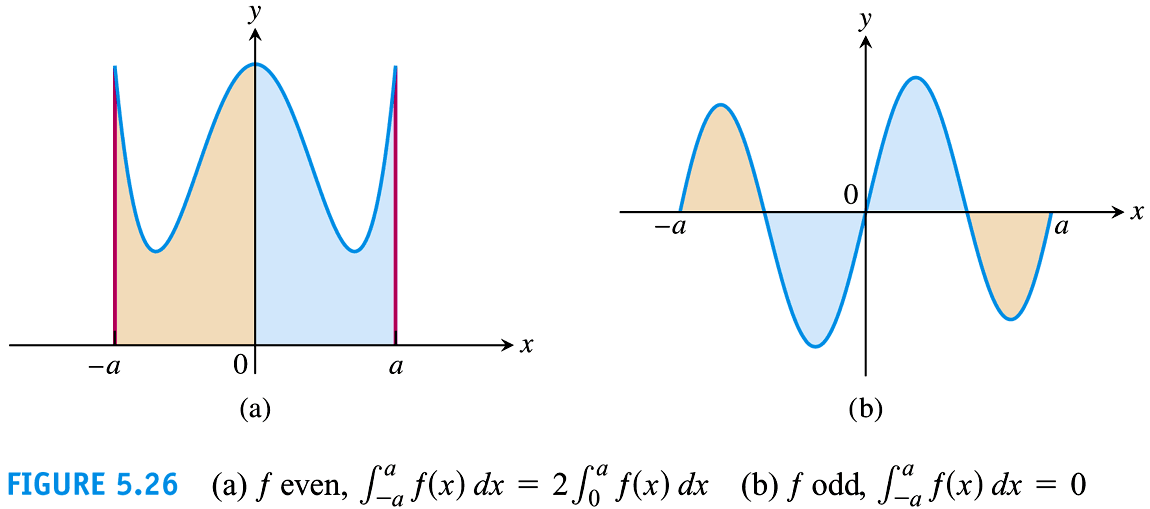 y
y
0
x
−a
a
x
−a
0
a
(a)
(b)
FIGURE 5.26 (a) f even, ∫_{−a}^{a} f(x) dx = 2∫_{0}^{a} f(x) dx (b) f odd, ∫_{−a}^{a} f(x) dx = 0